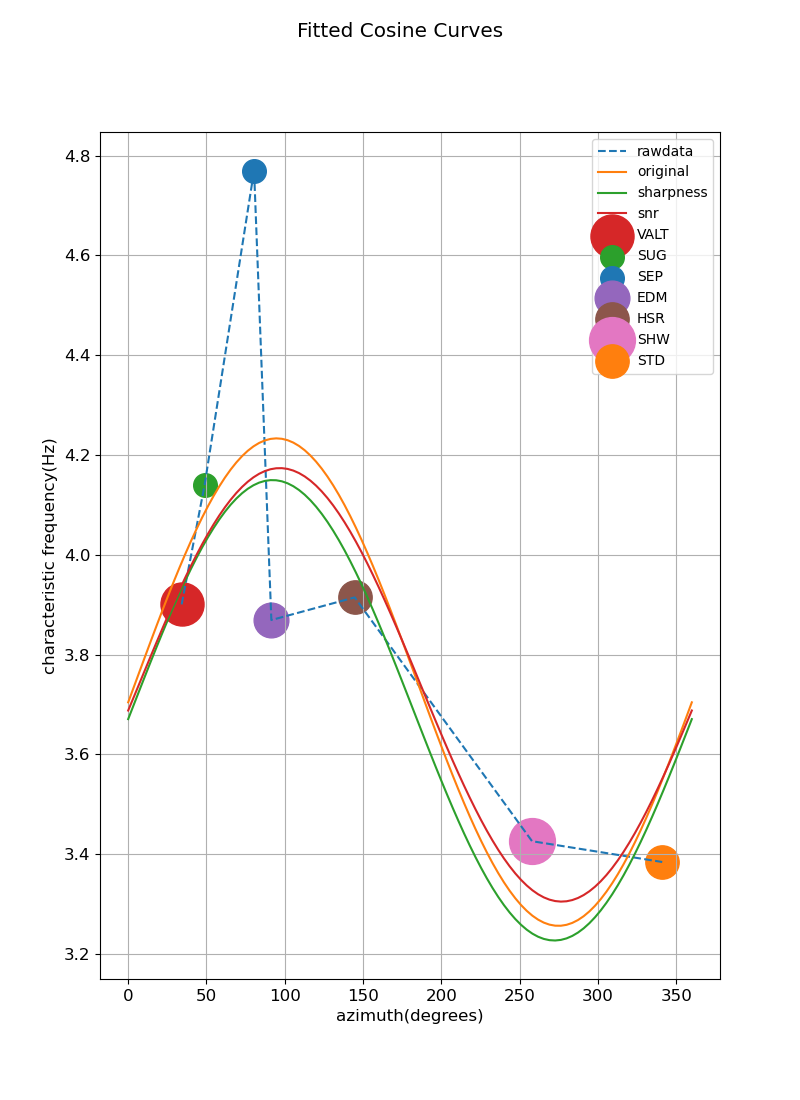 Fitted Cosine Curves
4.8
4.6
4.4
4.2
4.0
3.8
3.6
3.4
3.2
characteristic frequency(Hz)
rawdata
original
sharpness
snr
VALT
SUG
SEP
EDM
HSR
SHW
STD
0 50 100 150 200 250 300 350
azimuth(degrees)